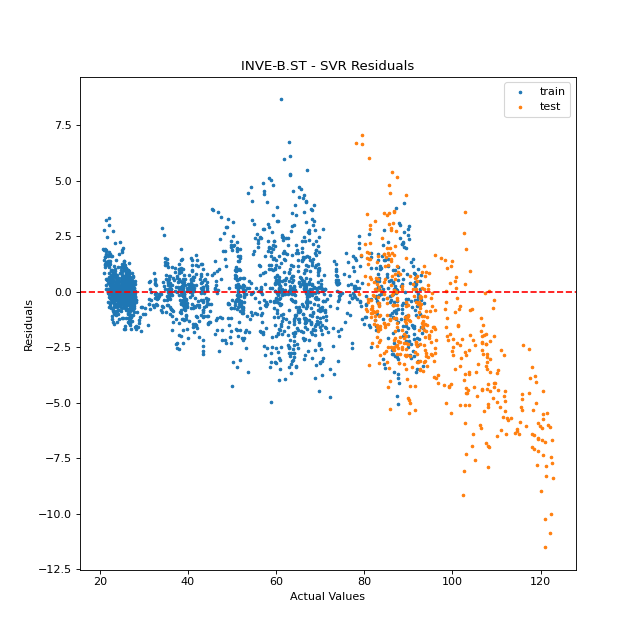 INVE-B.ST - SVR Residuals
train
test
7.5
5.0
2.5
0.0
−2.5
−5.0
−7.5
−10.0
−12.5
Residuals
20 40 60 80 100 120
Actual Values